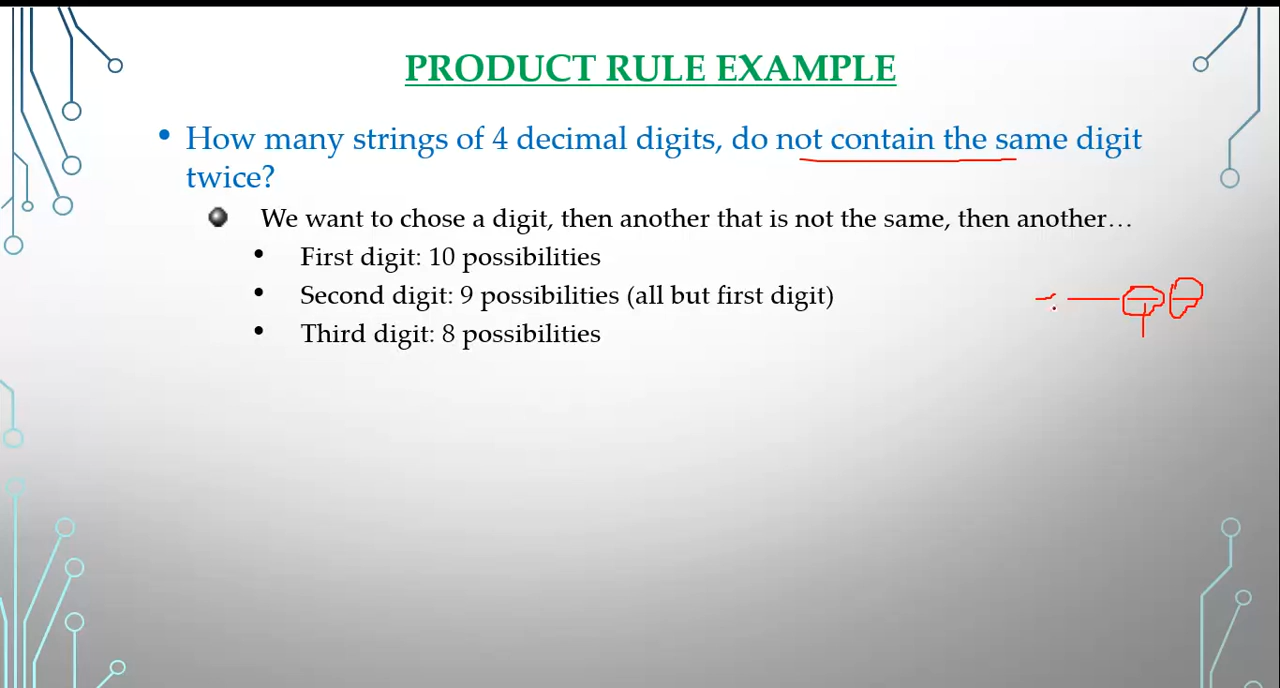 PRODUCT RULE EXAMPLE
• How many strings of 4 decimal digits, do not contain the same digit
twice?
We want to chose a digit, then another that is not the same, then another…
• First digit: 10 possibilities
• Second digit: 9 possibilities (all but first digit)
• Third digit: 8 possibilities